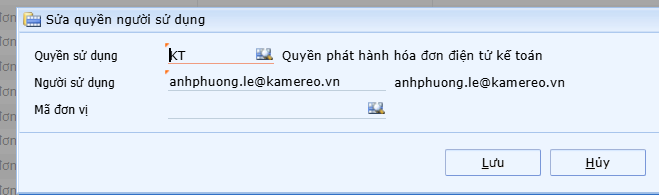 Sửa quyền người sử dụng
Quyền sử dụng KT Quyền phát hành hóa đơn điện tử kế toán
Người sử dụng anhphuong.le@kamereo.vn anhphuong.le@kamereo.vn
Mã đơn vị
Lưu Hủy